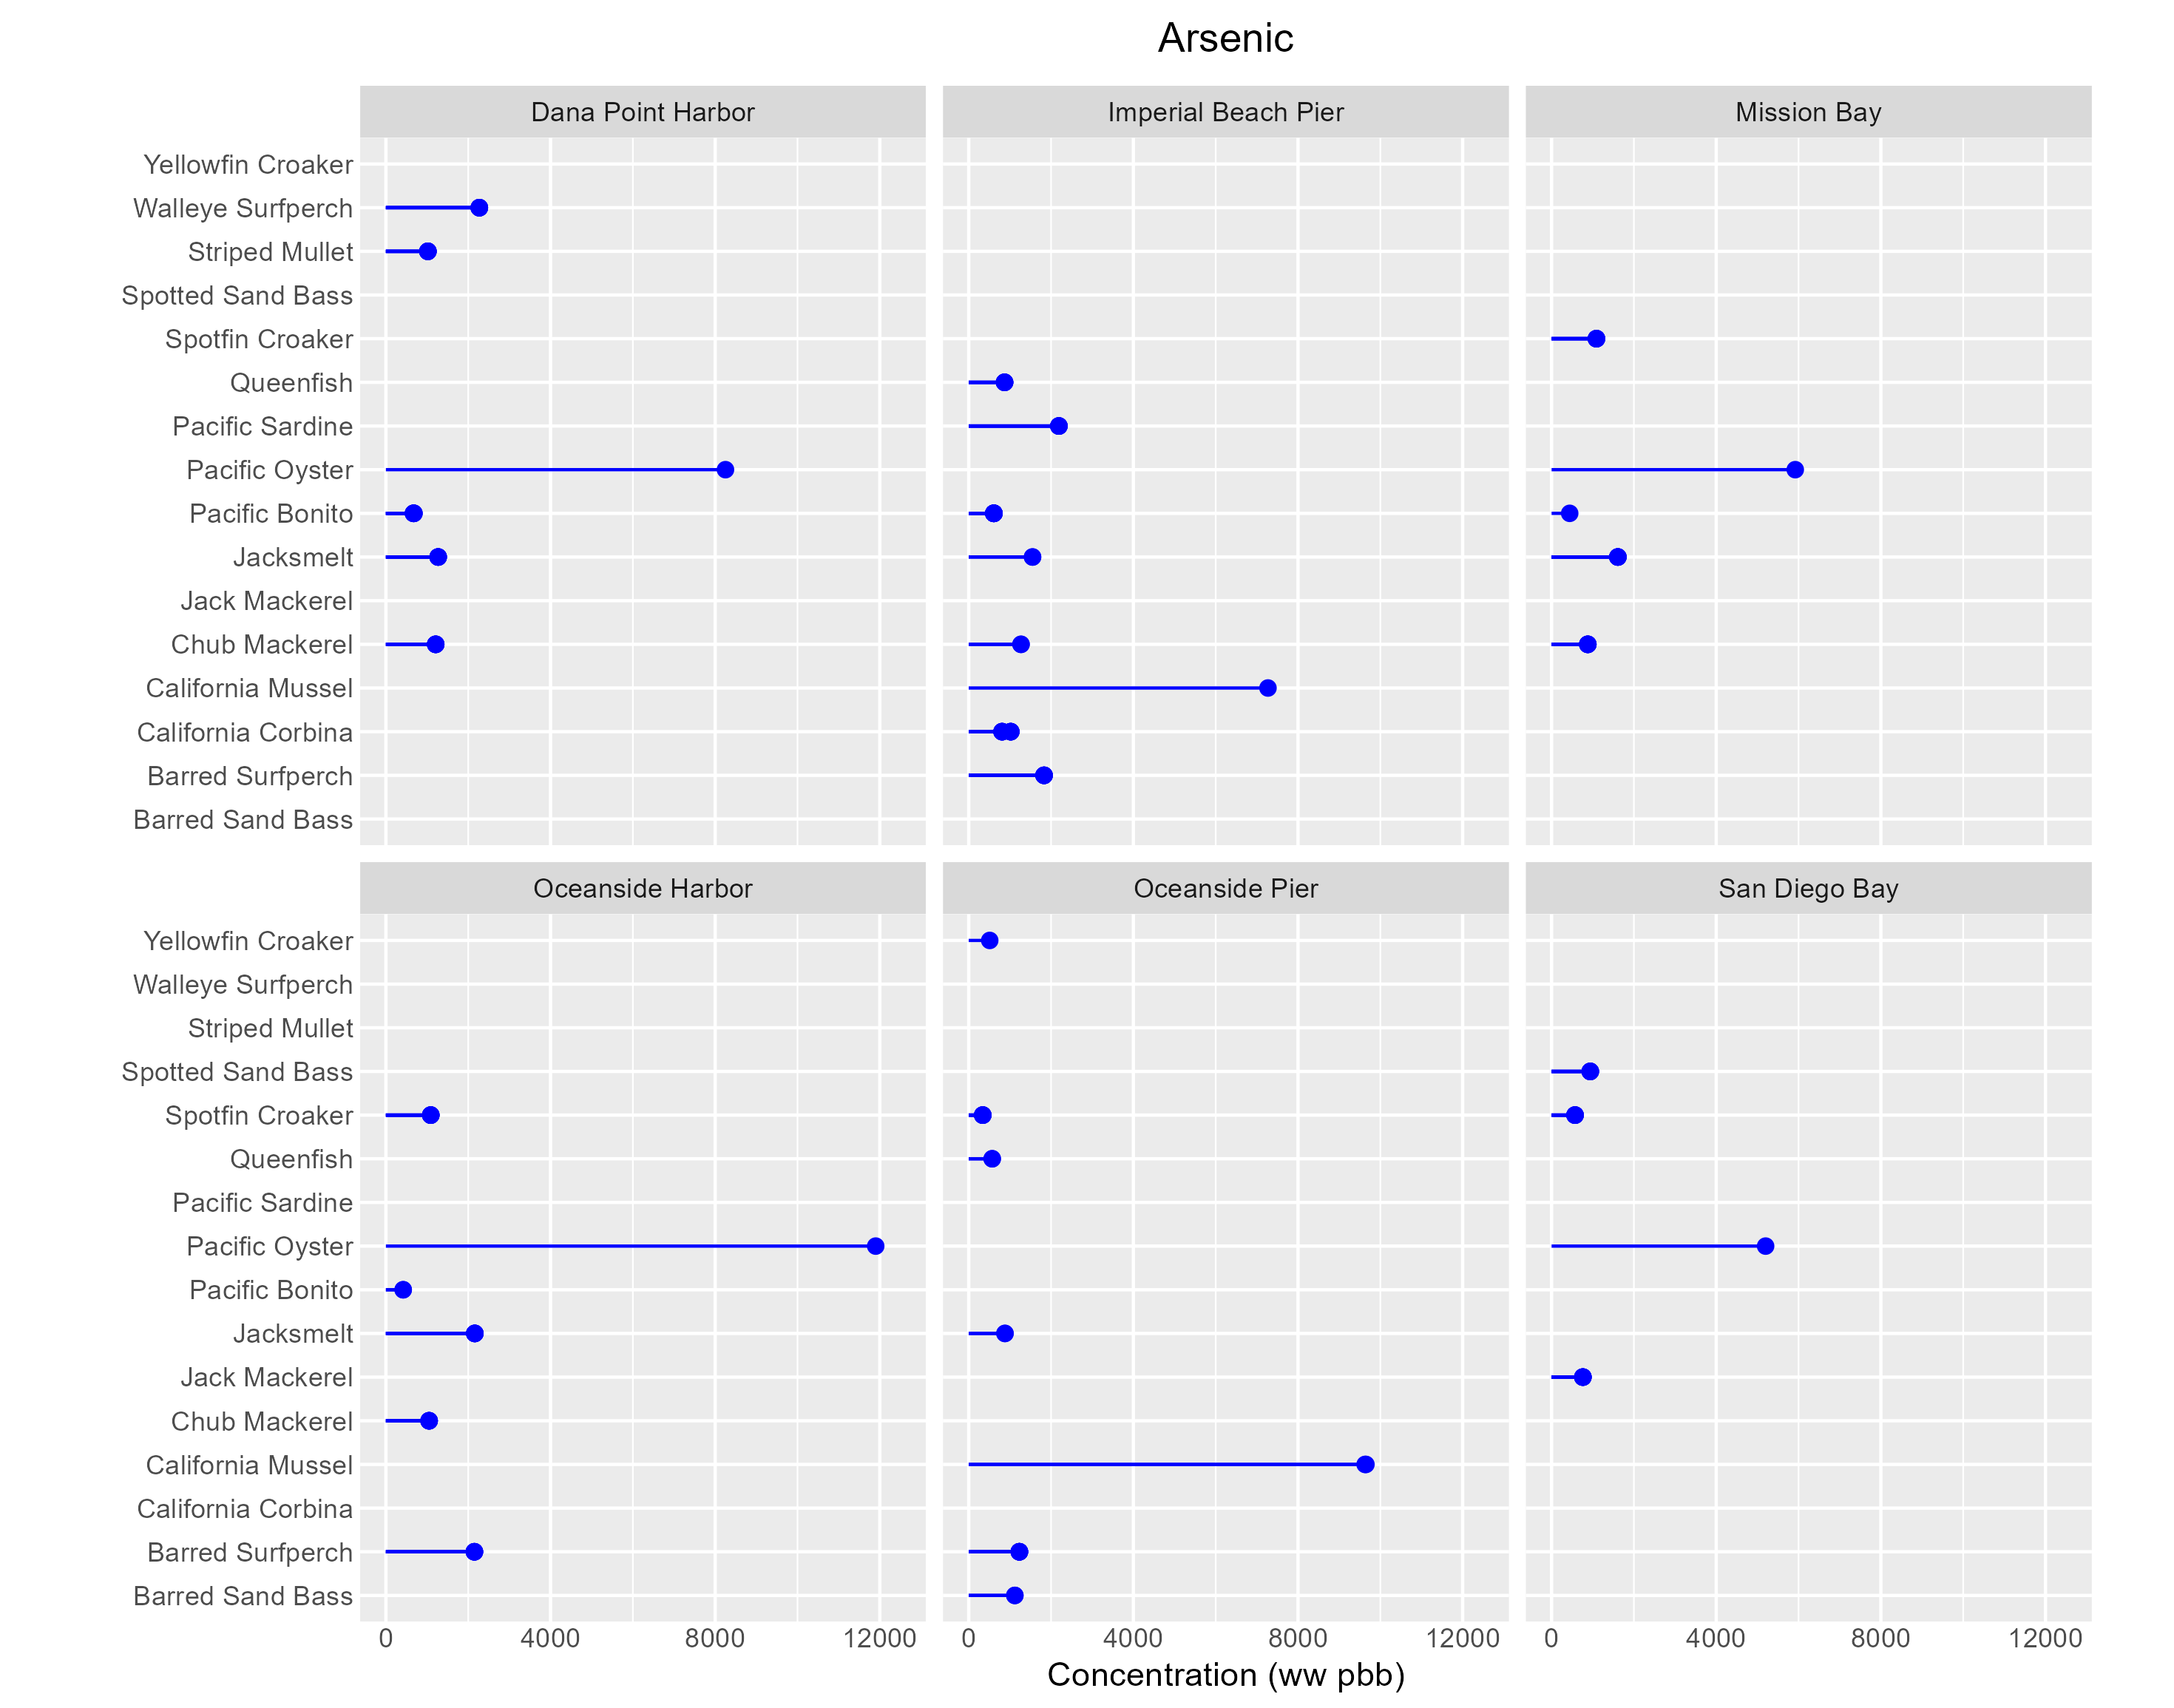 Arsenic
Dana Point Harbor
Imperial Beach Pier
Mission Bay
Yellowfin Croaker
Walleye Surfperch
Striped Mullet
Spotted Sand Bass
Spotfin Croaker
Queenfish
Pacific Sardine
Pacific Oyster
Pacific Bonito
Jacksmelt
Jack Mackerel
Chub Mackerel
California Mussel
California Corbina
Barred Surfperch
Barred Sand Bass
Oceanside Harbor
Oceanside Pier
San Diego Bay
Yellowfin Croaker
Walleye Surfperch
Striped Mullet
Spotted Sand Bass
Spotfin Croaker
Queenfish
Pacific Sardine
Pacific Oyster
Pacific Bonito
Jacksmelt
Jack Mackerel
Chub Mackerel
California Mussel
California Corbina
Barred Surfperch
Barred Sand Bass
0 4000 8000 12000
0 4000 8000 12000
0 4000 8000 12000
Concentration (ww pbb)